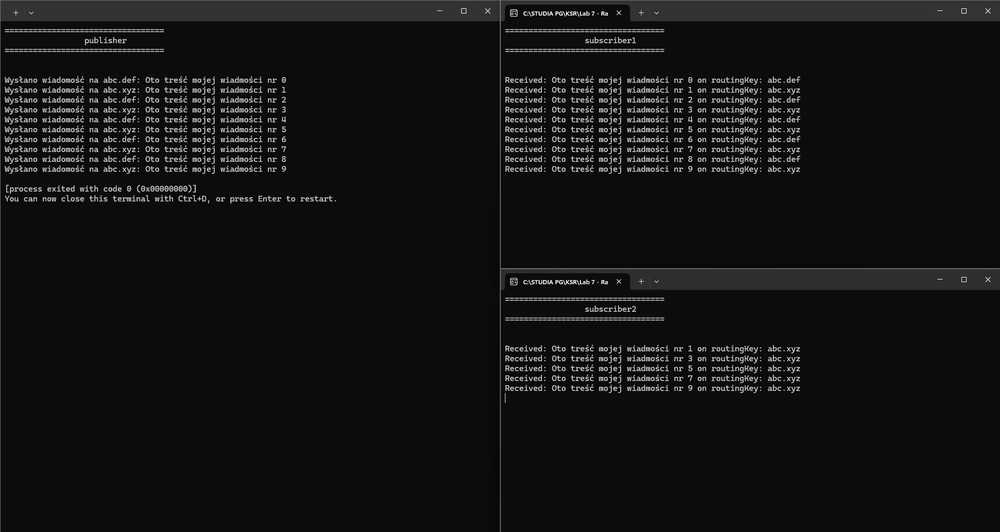 =================================
publisher
=================================
Wysłano wiadomość na abc.def: Oto treść mojej wiadmości nr 0
Wysłano wiadomość na abc.xyz: Oto treść mojej wiadmości nr 1
Wysłano wiadomość na abc.def: Oto treść mojej wiadmości nr 2
Wysłano wiadomość na abc.xyz: Oto treść mojej wiadmości nr 3
Wysłano wiadomość na abc.def: Oto treść mojej wiadmości nr 4
Wysłano wiadomość na abc.xyz: Oto treść mojej wiadmości nr 5
Wysłano wiadomość na abc.def: Oto treść mojej wiadmości nr 6
Wysłano wiadomość na abc.xyz: Oto treść mojej wiadmości nr 7
Wysłano wiadomość na abc.def: Oto treść mojej wiadmości nr 8
Wysłano wiadomość na abc.xyz: Oto treść mojej wiadmości nr 9
[process exited with code 0 (0x00000000)]
You can now close this terminal with Ctrl+D, or press Enter to restart.
C:\STUDIA PG\KSR\Lab 7 - Ra
==================================
subscriber1
==================================
Received: Oto treść mojej wiadmości nr 0 on routingKey: abc.def
Received: Oto treść mojej wiadmości nr 1 on routingKey: abc.xyz
Received: Oto treść mojej wiadmości nr 2 on routingKey: abc.def
Received: Oto treść mojej wiadmości nr 3 on routingKey: abc.xyz
Received: Oto treść mojej wiadmości nr 4 on routingKey: abc.def
Received: Oto treść mojej wiadmości nr 5 on routingKey: abc.xyz
Received: Oto treść mojej wiadmości nr 6 on routingKey: abc.def
Received: Oto treść mojej wiadmości nr 7 on routingKey: abc.xyz
Received: Oto treść mojej wiadmości nr 8 on routingKey: abc.def
Received: Oto treść mojej wiadmości nr 9 on routingKey: abc.xyz
C:\STUDIA PG\KSR\Lab 7 - Ra
==================================
subscriber2
==================================
Received: Oto treść mojej wiadmości nr 1 on routingKey: abc.xyz
Received: Oto treść mojej wiadmości nr 3 on routingKey: abc.xyz
Received: Oto treść mojej wiadmości nr 5 on routingKey: abc.xyz
Received: Oto treść mojej wiadmości nr 7 on routingKey: abc.xyz
Received: Oto treść mojej wiadmości nr 9 on routingKey: abc.xyz